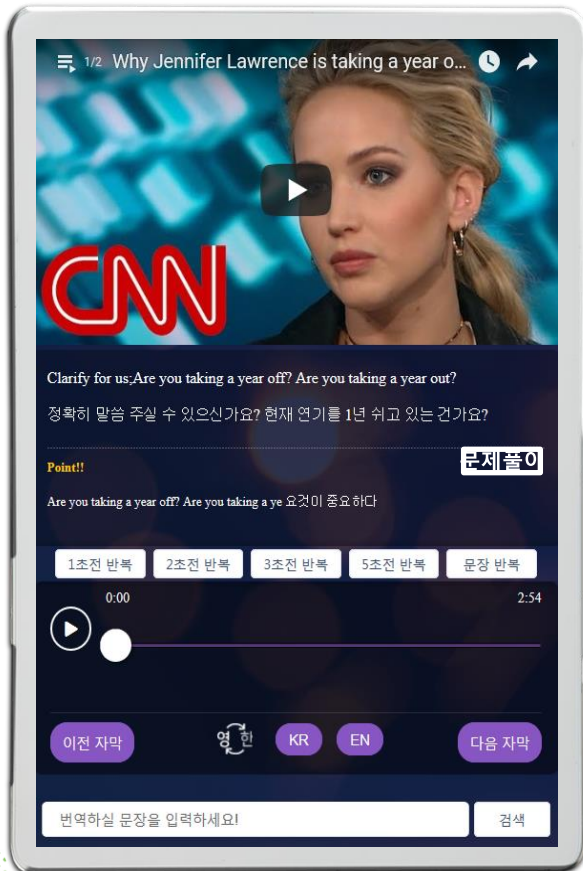 1/2 Why Jennifer Lawrence is taking a year o...
CNN
Clarify for us;Are you taking a year off? Are you taking a year out?
정확히 말씀 주실 수 있으신가요? 현재 연기를 1년 쉬고 있는 건가요?
문제풀이
Point!!
Are you taking a year off? Are you taking a ye 요것이 중요하다
1초전 반복 2초전 반복 3초전 반복 5초전 반복 문장 반복
0:00 2:54
이전 자막 영 한 KR EN 다음 자막
번역하실 문장을 입력하세요! 검색